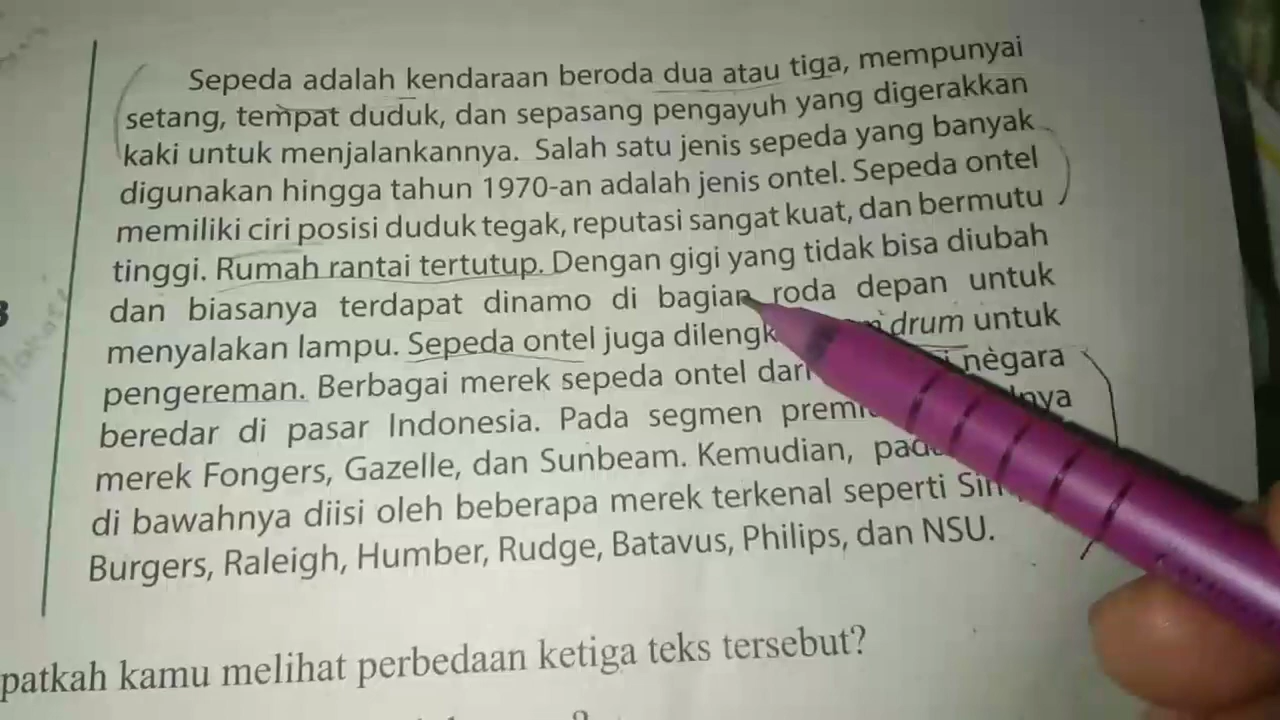 Sepeda adalah kendaraan beroda dua atau tiga, mempunyai
setang, tempat duduk, dan sepasang pengayuh yang digerakkan
kaki untuk menjalankannya. Salah satu jenis sepeda yang banyak
digunakan hingga tahun 1970-an adalah jenis ontel. Sepeda ontel
memiliki ciri posisi duduk tegak, reputasi sangat kuat, dan bermutu
tinggi. Rumah rantai tertutup. Dengan gigi yang tidak bisa diubah
dan biasanya terdapat dinamo di bagian roda depan untuk
menyalakan lampu. Sepeda ontel juga dilengk drum untuk
pengereman. Berbagai merek sepeda ontel dari negara
beredar di pasar Indonesia. Pada segmen premi nya
merek Fongers, Gazelle, dan Sunbeam. Kemudian, pad
di bawahnya diisi oleh beberapa merek terkenal seperti Sim
Burgers, Raleigh, Humber, Rudge, Batavus, Philips, dan NSU.
patkah kamu melihat perbedaan ketiga teks tersebut?